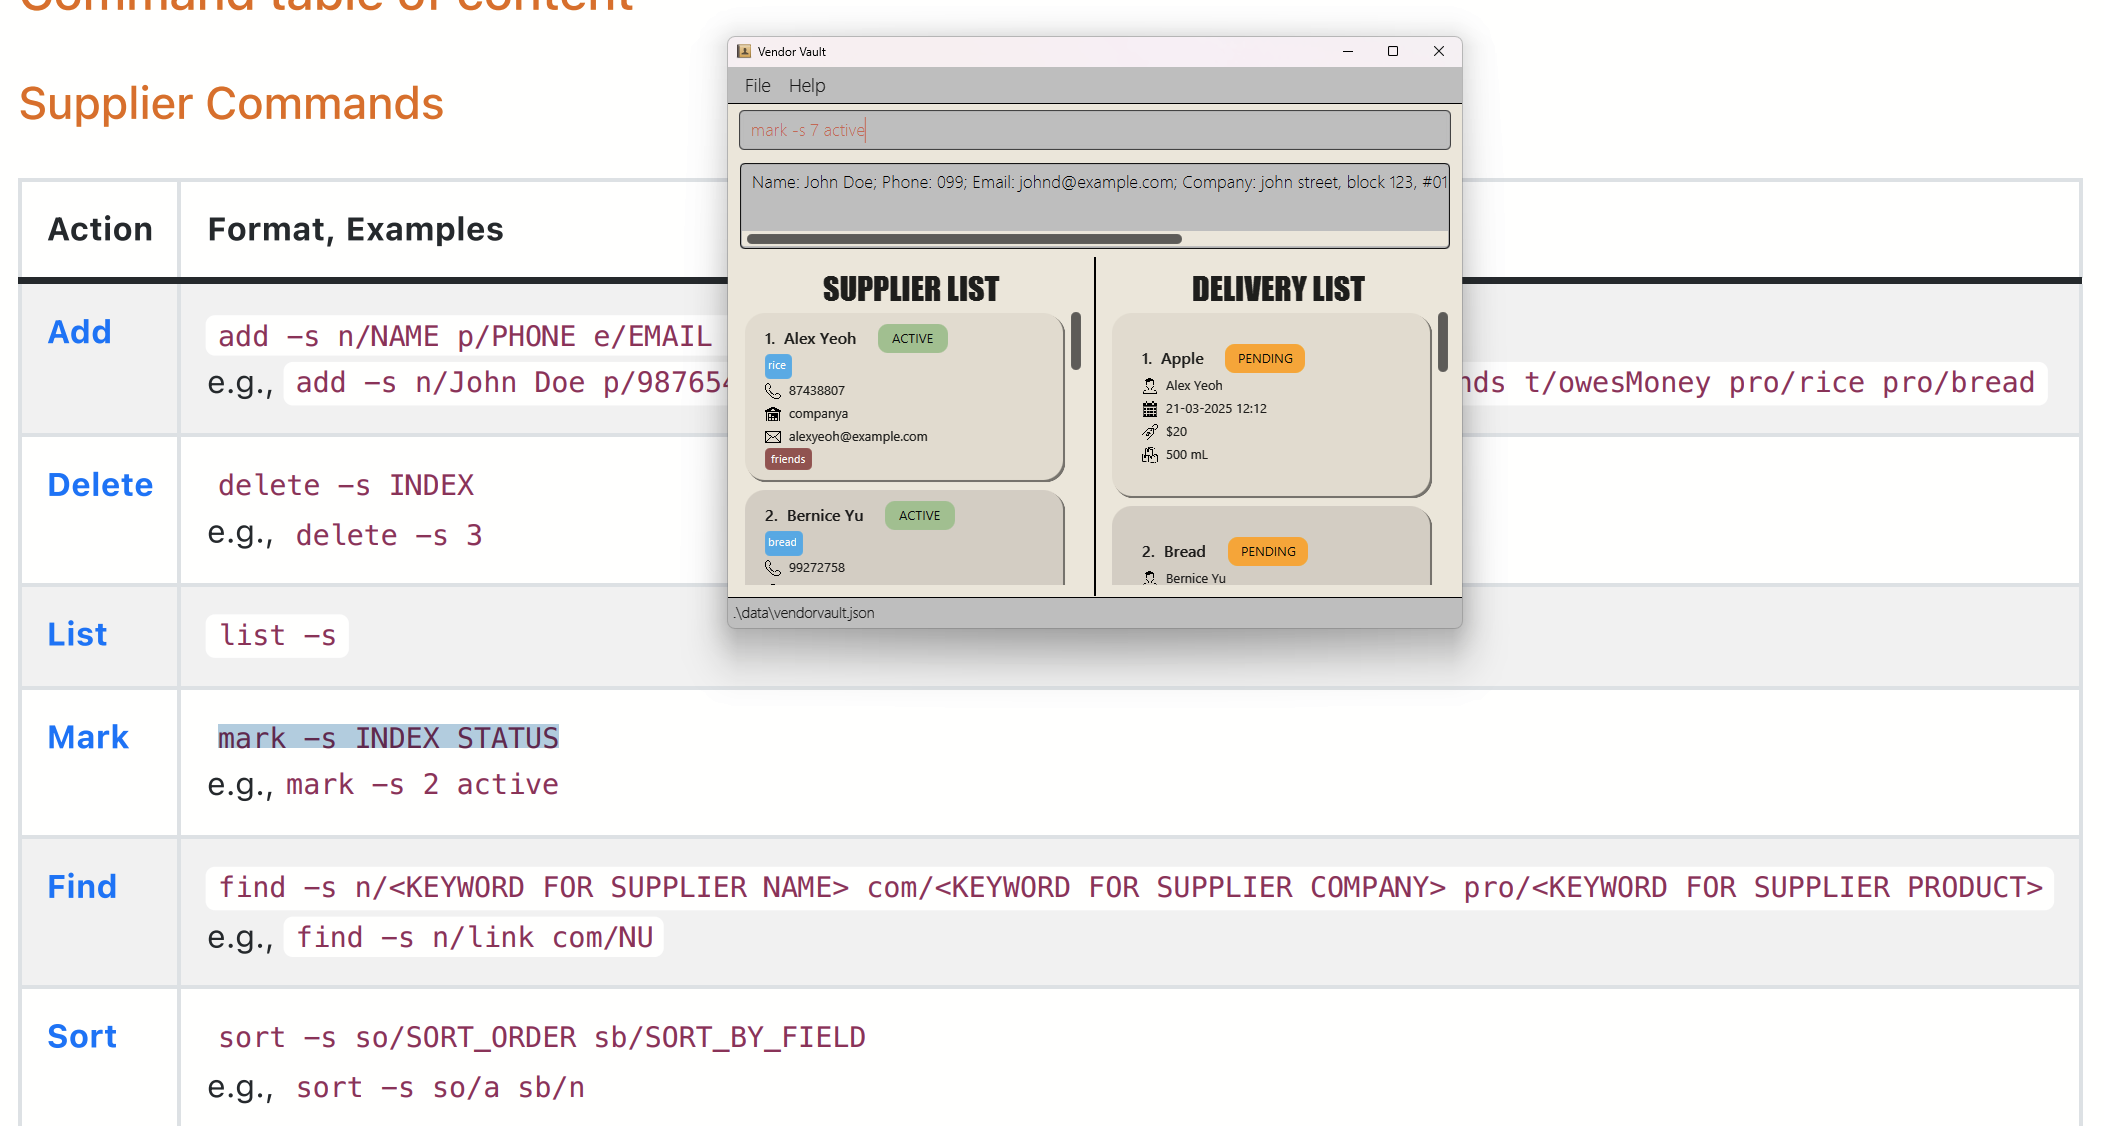 Command table of content
Supplier Commands
Action Format, Examples
Add
add -s n/NAME p/PHONE e/EMAIL
e.g., add -s n/John Doe p/98765
nds t/owesMoney pro/rice pro/bread
Delete
delete -s INDEX
e.g., delete -s 3
List
list -s
Mark
mark -s INDEX STATUS
e.g., mark -s 2 active
Find
find -s n/<KEYWORD FOR SUPPLIER NAME> com/<KEYWORD FOR SUPPLIER COMPANY> pro/<KEYWORD FOR SUPPLIER PRODUCT>
e.g., find -s n/link com/NU
Sort
sort -s so/SORT_ORDER sb/SORT_BY_FIELD
e.g., sort -s so/a sb/n
Vendor Vault
File Help
mark -s 7 active
Name: John Doe; Phone: 099; Email: johnd@example.com; Company: john street, block 123, #01
SUPPLIER LIST
1. Alex Yeoh ACTIVE
rice
87438807
companya
alexyeoh@example.com
friends
2. Bernice Yu ACTIVE
bread
99272758
DELIVERY LIST
1. Apple PENDING
Alex Yeoh
21-03-2025 12:12
$20
500 mL
2. Bread PENDING
Bernice Yu
.\data\vendorvault.json